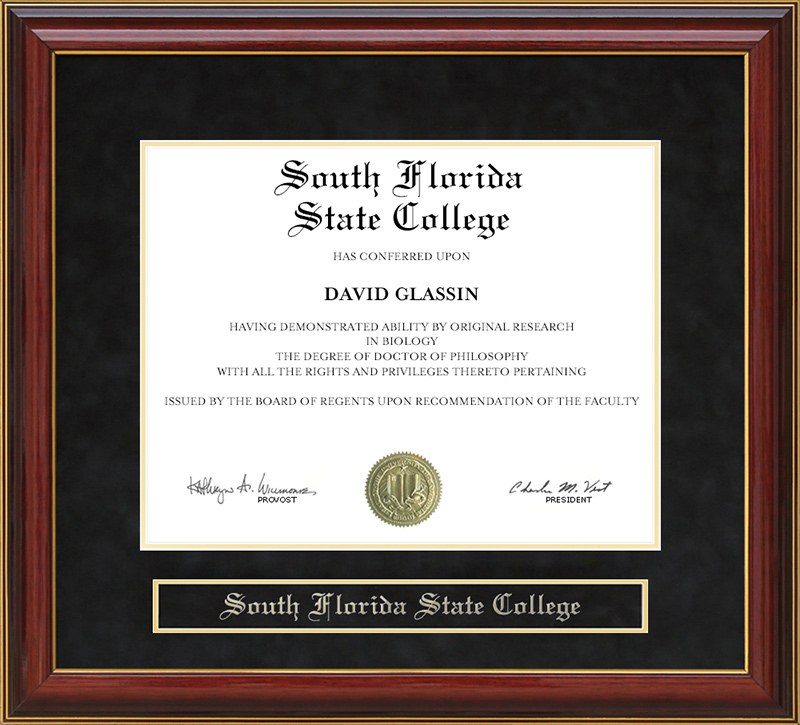 South Florida
State College
HAS CONFERRED UPON
DAVID GLASSIN
HAVING DEMONSTRATED ABILITY BY ORIGINAL RESEARCH
IN BIOLOGY
THE DEGREE OF DOCTOR OF PHILOSOPHY
WITH ALL THE RIGHTS AND PRIVILEGES THERETO PERTAINING
ISSUED BY THE BOARD OF REGENTS UPON RECOMMENDATION OF THE FACULTY
PROVOST
Charles M. Vest
PRESIDENT
South Florida State College